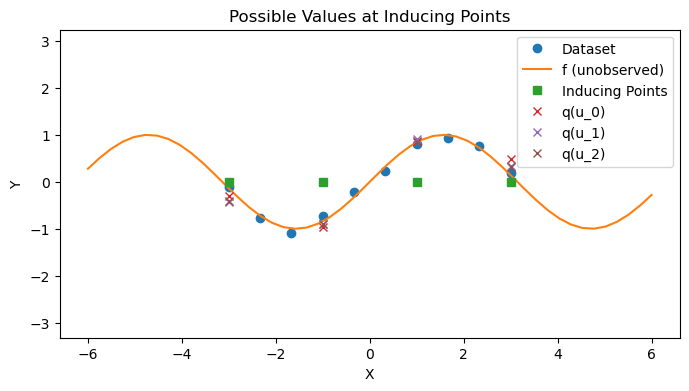 Possible Values at Inducing Points
Dataset
f (unobserved)
Inducing Points
q(u_0)
q(u_1)
q(u_2)
3
2
1
0
−1
−2
−3
Y
−6
−4
−2
0
2
4
6
X